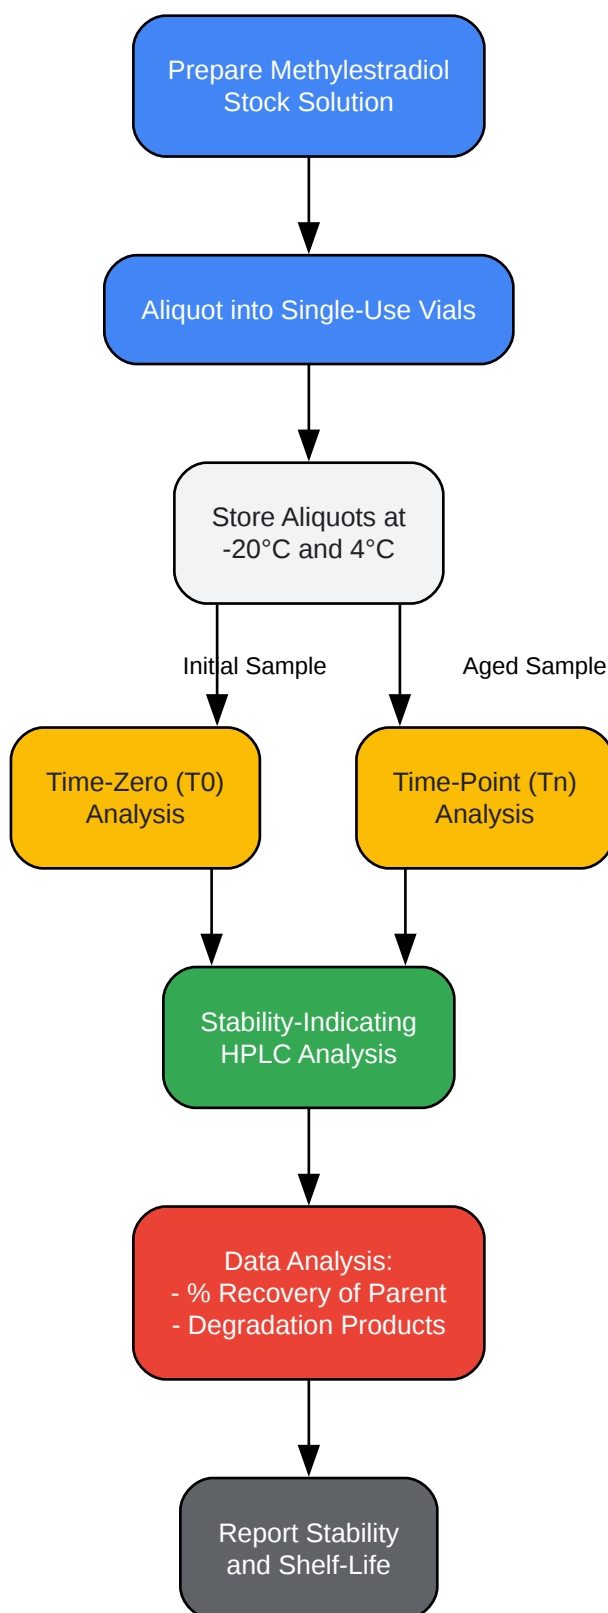 Prepare Methylestradiol
Stock Solution
Aliquot into Single-Use Vials
Store Aliquots at
-20°C and 4°C
Initial Sample
Aged Sample
Time-Zero (T0)
Analysis
Time-Point (Tn)
Analysis
Stability-Indicating
HPLC Analysis
Data Analysis:
- % Recovery of Parent
- Degradation Products
Report Stability
and Shelf-Life